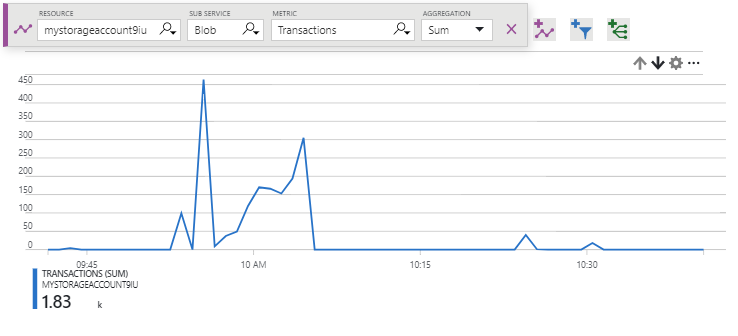 RESOURCE SUB SERVICE METRIC AGGREGATION
mystorageaccount9iu Blob Transactions Sum
450
400
350
300
250
200
150
100
50
0
09:45 10 AM 10:15 10:30
TRANSACTIONS (SUM)
MYSTORAGEACCOUNT9IU
1.83 k